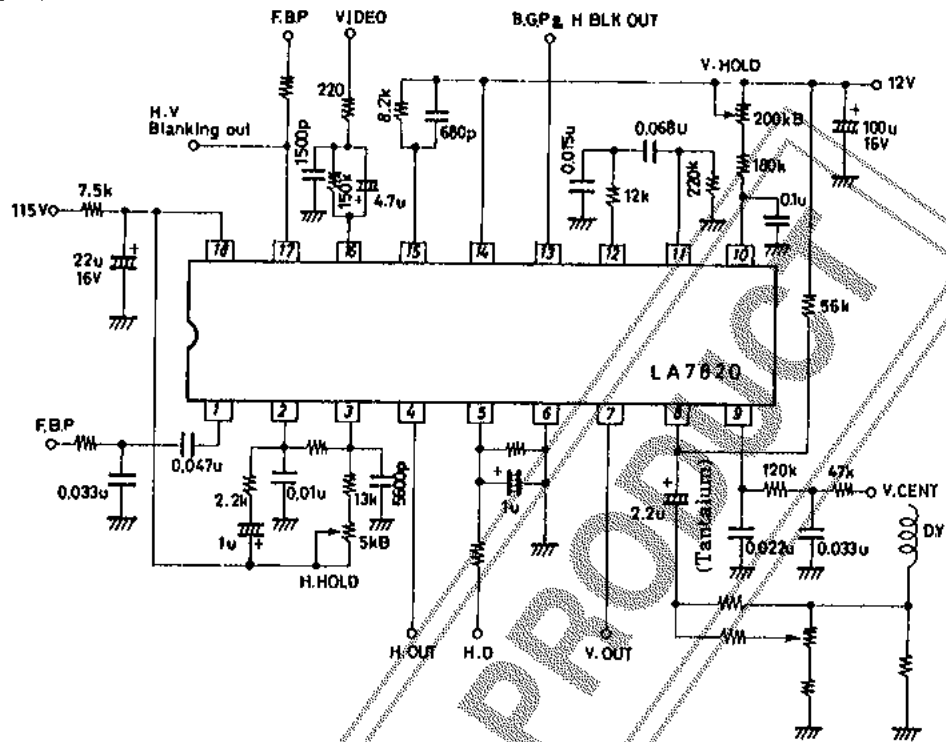 F.B.P
VIDEO
B.G.P & H BLK OUT
V.HOLD
12V
H.V
Blanking out
220
8.2k
680p
1500p
150k
4.7u
0.015u
0.068u
12k
220k
200kB
180k
0.1u
100u
16V
7.5k
115V
22u
16V
18
17
16
15
14
13
12
11
10
56k
LA7620
1
2
3
4
5
6
7
8
9
F.B.P
0.033u
0.047u
2.2k
1u
0.01u
13k
5600p
5kB
H.HOLD
1u
2.2u
(Tantalum)
120k
47k
V.CENT
0.022u
0.033u
D.Y
H.OUT
H.D
V.OUT
PRODUCT